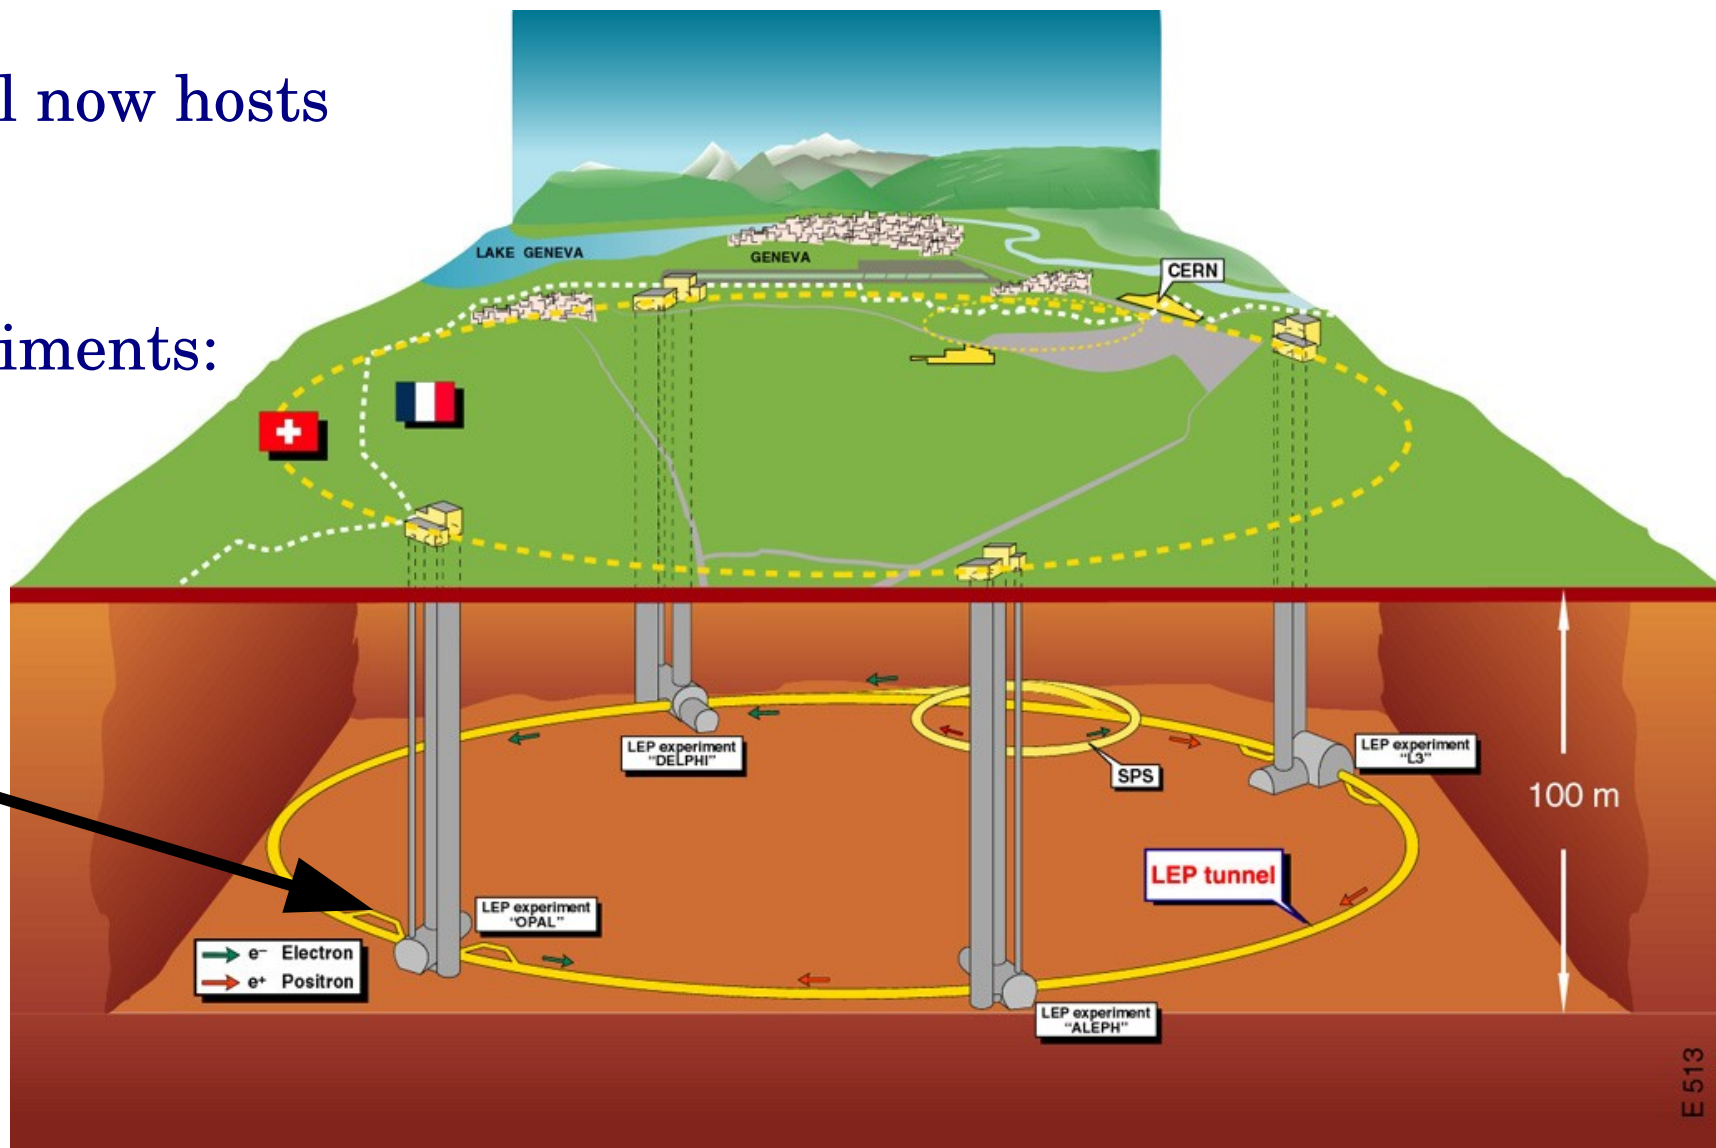 l now hosts
iments:
LAKE GENEVA
GENEVA
CERN
LEP experiment
"DELPHI"
SPS
LEP experiment
"L3"
100 m
LEP tunnel
LEP experiment
"OPAL"
e⁻ Electron
e⁺ Positron
LEP experiment
"ALEPH"
E 513